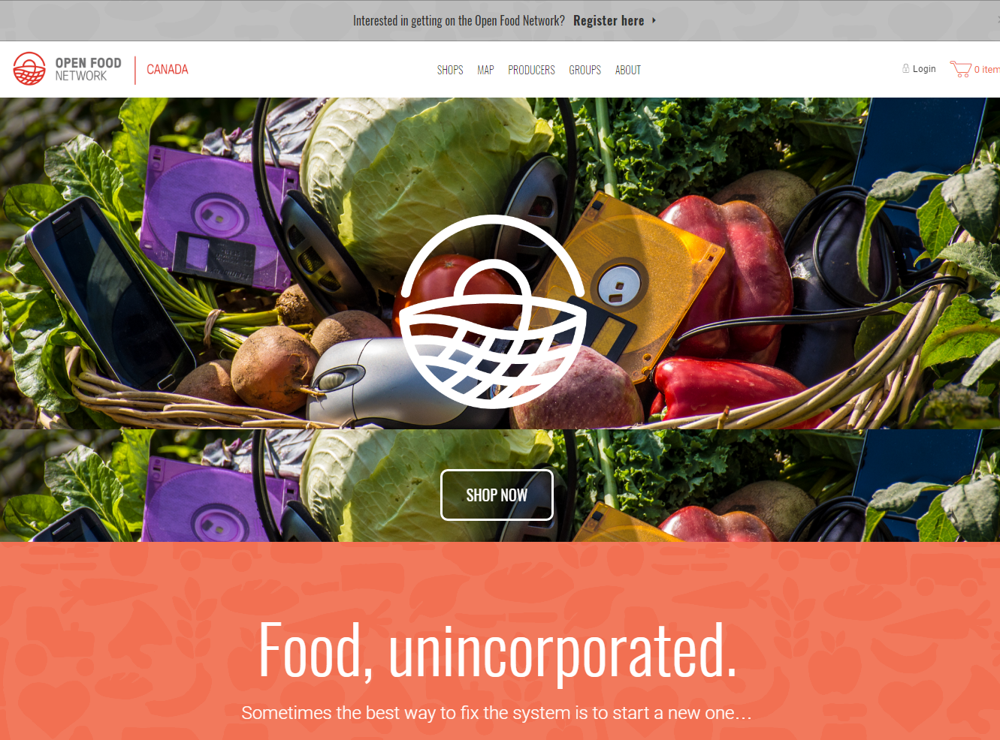 Interested in getting on the Open Food Network? Register here
OPEN FOOD
NETWORK
CANADA
SHOPS MAP PRODUCERS GROUPS ABOUT
Login
0 item
SHOP NOW
Food, unincorporated.
Sometimes the best way to fix the system is to start a new one...